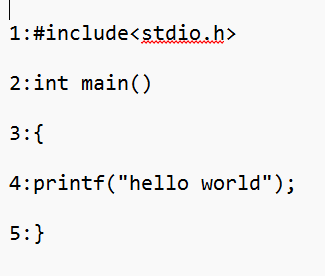 1:#include<stdio.h>
2:int main()
3:{
4:printf("hello world");
5:}